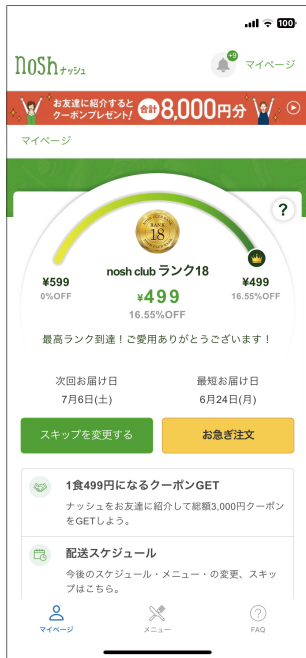 100
nosh ナッシュ
+9
マイページ
お友達に紹介すると
クーポンプレゼント! 合計 8,000円分
マイページ
?
RANK
18
¥599
0%OFF
nosh club ランク18
¥499
16.55%OFF
¥499
16.55%OFF
最高ランク到達!ご愛用ありがとうございます!
次回お届け日
7月6日(土)
最短お届け日
6月24日(月)
スキップを変更する
お急ぎ注文
1食499円になるクーポンGET
ナッシュをお友達に紹介して総額3,000円クーポン
をGETしよう。
配送スケジュール
今後のスケジュール・メニュー・の変更、スキッ
プはこちら。
マイページ
メニュー
?
FAQ